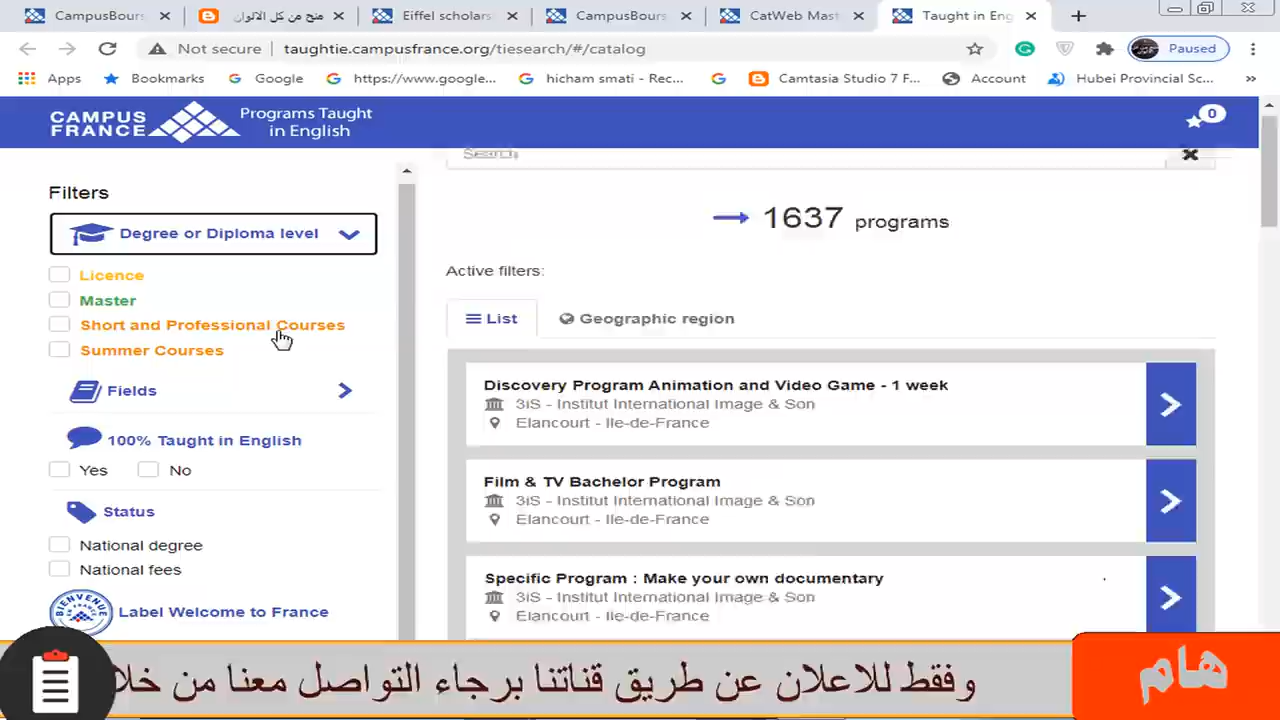 CampusBours
منح من كل الالوان
Eiffel scholars
CampusBours
CatWeb Mast
Taught in Eng
Not secure
taughtie.campusfrance.org/tiesearch/#/catalog
Paused
Apps
Bookmarks
Google
https://www.google...
hicham smati - Rec...
Camtasia Studio 7 F...
Account
Hubei Provincial Sc...
»
CAMPUS
FRANCE
Programs Taught
in English
0
Filters
Degree or Diploma level
Licence
Master
Short and Professional Courses
Summer Courses
Fields
100% Taught in English
Yes
No
Status
National degree
National fees
BIENVENUE
Label Welcome to France
Search
1637 programs
Active filters:
List
Geographic region
Discovery Program Animation and Video Game - 1 week
3iS - Institut International Image & Son
Elancourt - Ile-de-France
Film & TV Bachelor Program
3iS - Institut International Image & Son
Elancourt - Ile-de-France
Specific Program : Make your own documentary
3iS - Institut International Image & Son
Elancourt - Ile-de-France
هام
وفقط للاعلان عن طريق قناتنا برجاء التواصل معنا من خلا